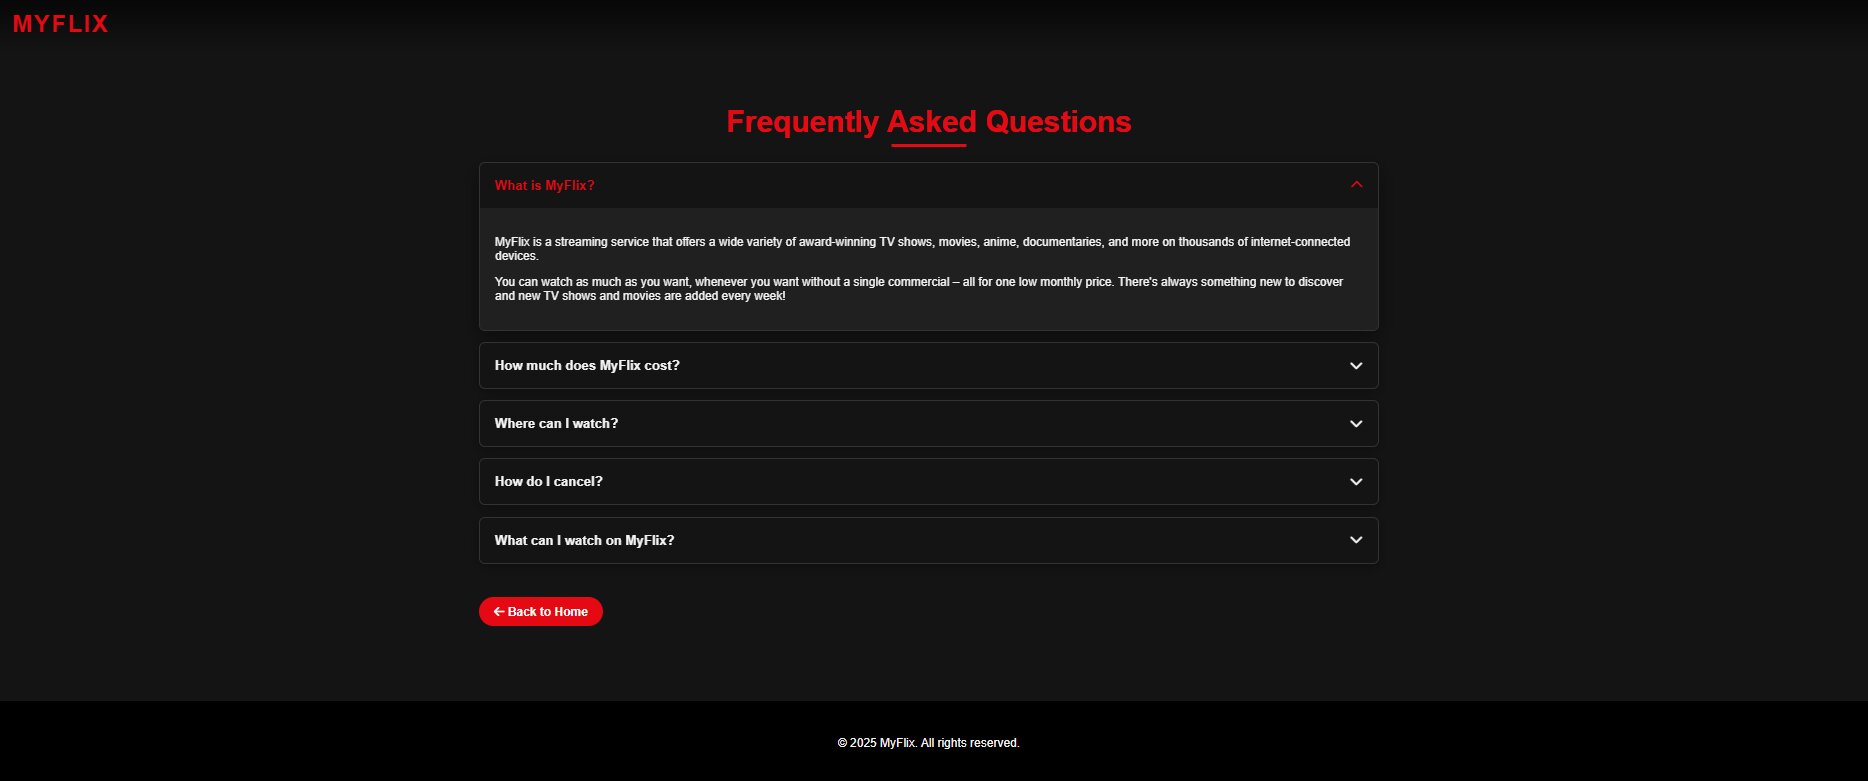 MYFLIX
Frequently Asked Questions
What is MyFlix?
MyFlix is a streaming service that offers a wide variety of award-winning TV shows, movies, anime, documentaries, and more on thousands of internet-connected
devices.
You can watch as much as you want, whenever you want without a single commercial – all for one low monthly price. There's always something new to discover
and new TV shows and movies are added every week!
How much does MyFlix cost?
Where can I watch?
How do I cancel?
What can I watch on MyFlix?
Back to Home
© 2025 MyFlix. All rights reserved.